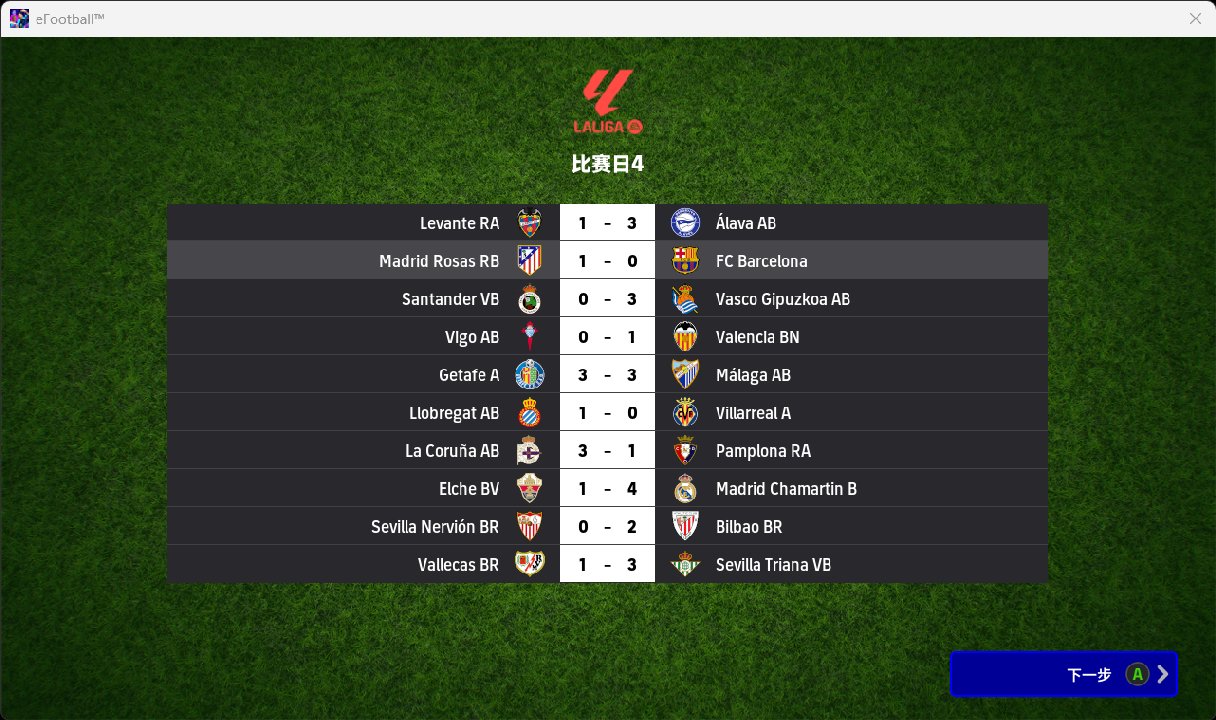 eFootball™
LALIGA
比赛日4
Levante RA 1 - 3 Álava AB
Madrid Rosas RB 1 - 0 FC Barcelona
Santander VB 0 - 3 Vasco Gipuzkoa AB
Vigo AB 0 - 1 Valencia BN
Getafe A 3 - 3 Málaga AB
Llobregat AB 1 - 0 Villarreal A
La Coruña AB 3 - 1 Pamplona RA
Elche BV 1 - 4 Madrid Chamartin B
Sevilla Nervión BR 0 - 2 Bilbao BR
Vallecas BR 1 - 3 Sevilla Triana VB
下一步 A